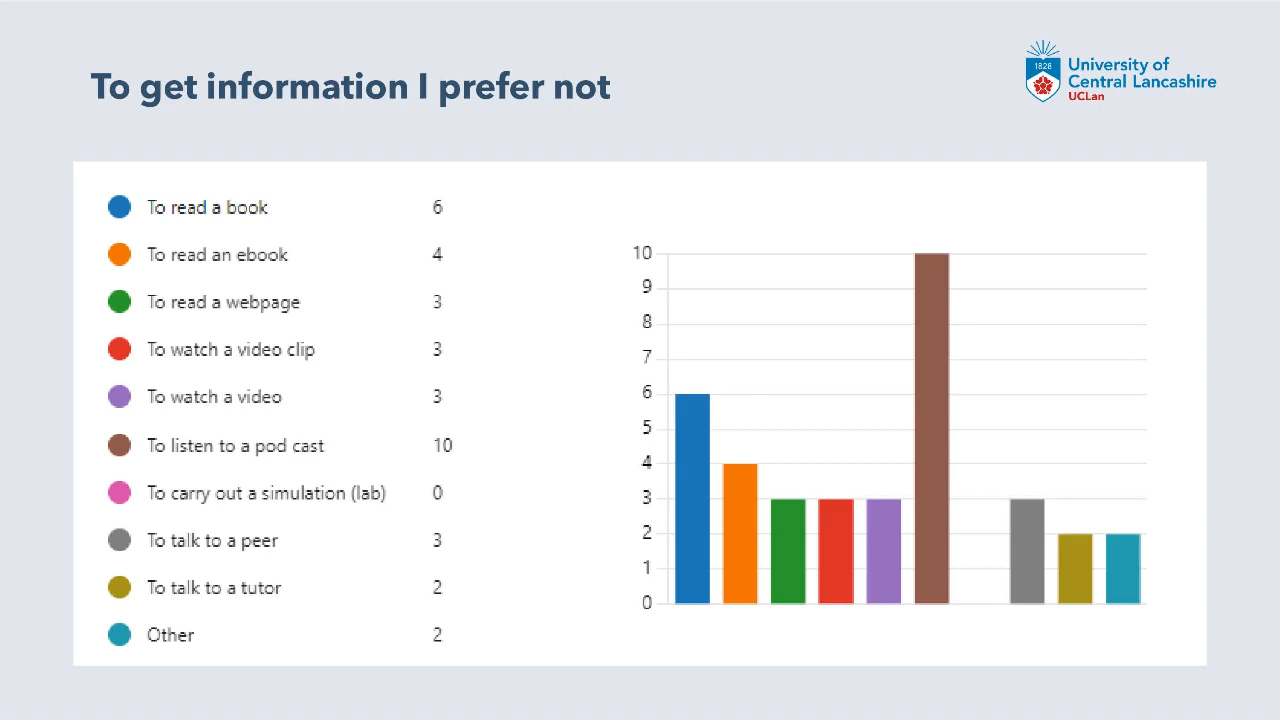 To get information I prefer not
1828
University of
Central Lancashire
UCLan
To read a book 6
To read an ebook 4
To read a webpage 3
To watch a video clip 3
To watch a video 3
To listen to a pod cast 10
To carry out a simulation (lab) 0
To talk to a peer 3
To talk to a tutor 2
Other 2
10
9
8
7
6
5
4
3
2
1
0